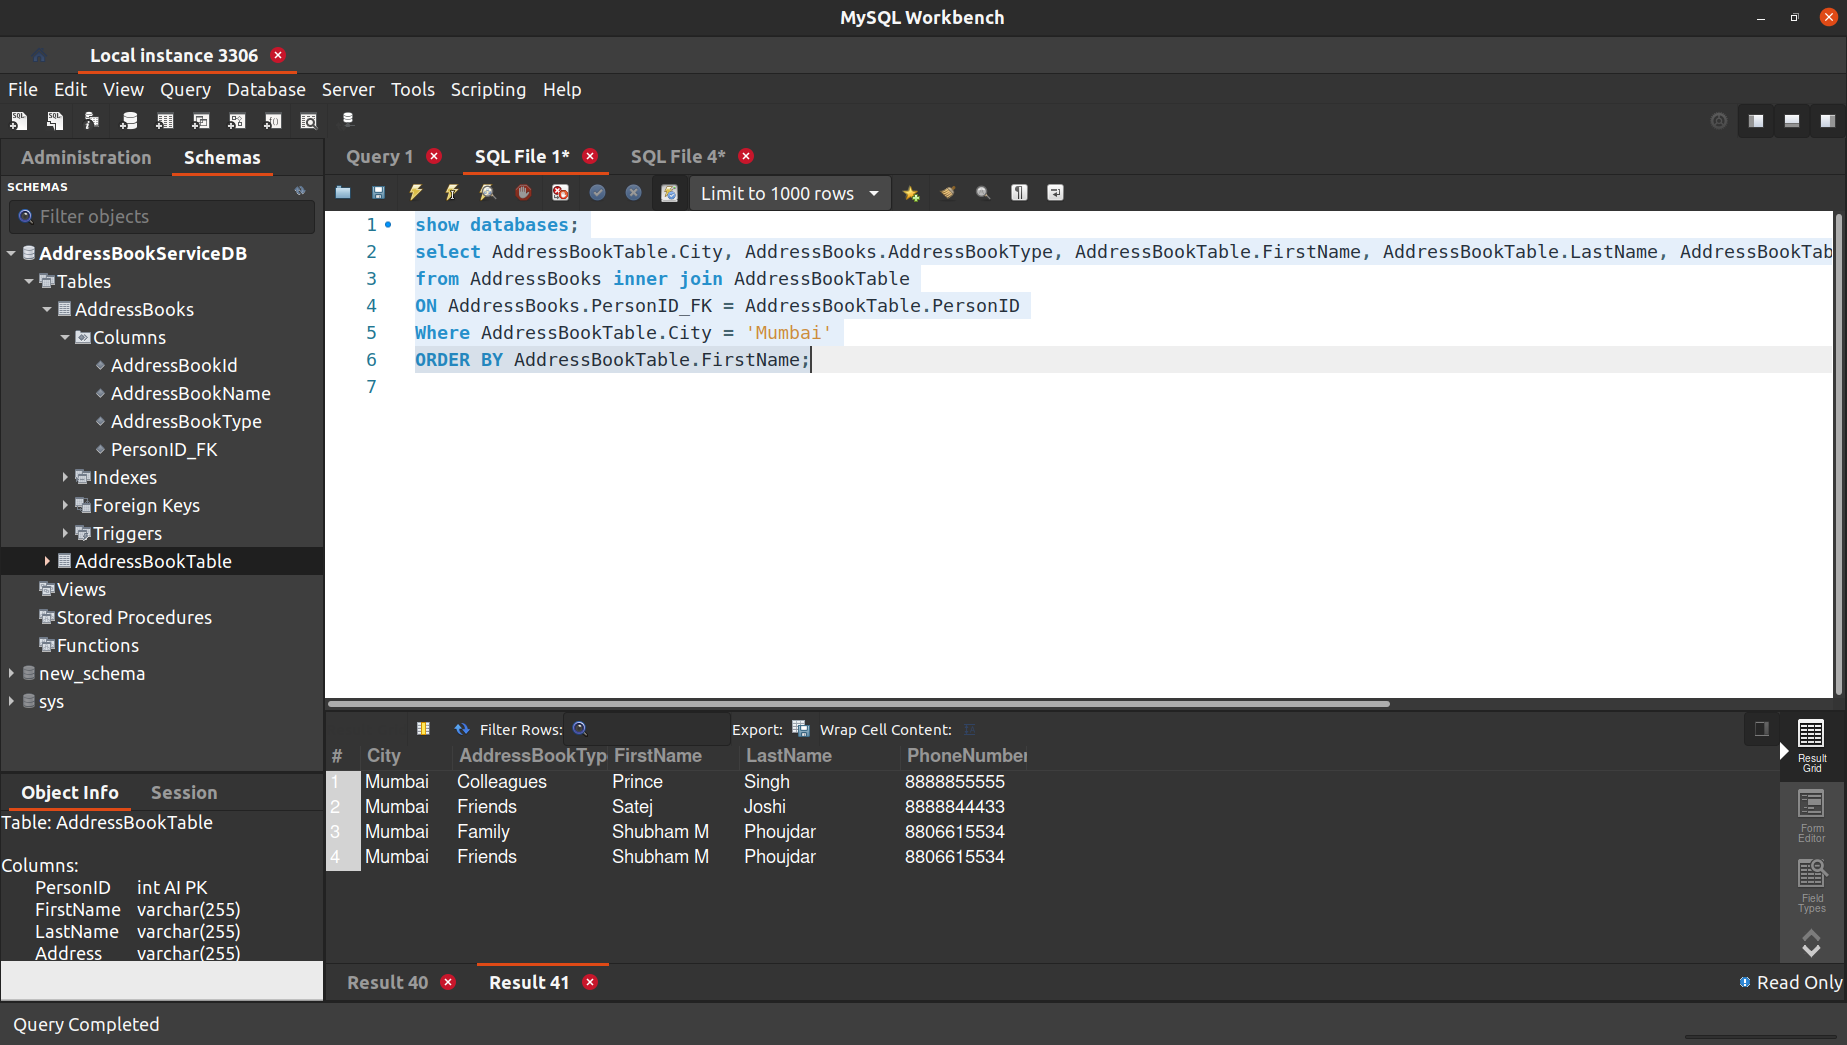 MySQL Workbench
Local instance 3306
File Edit View Query Database Server Tools Scripting Help
Administration Schemas
SCHEMAS
Filter objects
AddressBookServiceDB
Tables
AddressBooks
Columns
AddressBookId
AddressBookName
AddressBookType
PersonID_FK
Indexes
Foreign Keys
Triggers
AddressBookTable
Views
Stored Procedures
Functions
new_schema
sys
Object Info Session
Table: AddressBookTable
Columns:
PersonID int AI PK
FirstName varchar(255)
LastName varchar(255)
Address varchar(255)
Query 1 SQL File 1* SQL File 4*
Limit to 1000 rows
1 show databases;
2 select AddressBookTable.City, AddressBooks.AddressBookType, AddressBookTable.FirstName, AddressBookTable.LastName, AddressBookTab
3 from AddressBooks inner join AddressBookTable
4 ON AddressBooks.PersonID_FK = AddressBookTable.PersonID
5 Where AddressBookTable.City = 'Mumbai'
6 ORDER BY AddressBookTable.FirstName;
7
Filter Rows: Export: Wrap Cell Content:
# City AddressBookTyp FirstName LastName PhoneNumber
1 Mumbai Colleagues Prince Singh 8888855555
2 Mumbai Friends Satej Joshi 8888844433
3 Mumbai Family Shubham M Phoujdar 8806615534
4 Mumbai Friends Shubham M Phoujdar 8806615534
Result
Grid
Form
Editor
Field
Types
Result 40 Result 41
Read Only
Query Completed